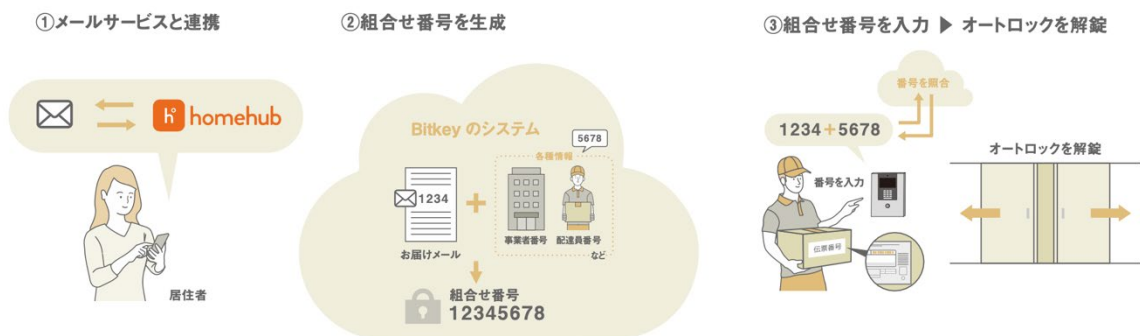 ①メールサービスと連携
homehub
居住者
②組合せ番号を生成
Bitkey のシステム
5678
各種情報
1234
お届けメール
事業者番号
配達員番号
など
組合せ番号
12345678
③組合せ番号を入力 ▶ オートロックを解錠
番号を照合
1234+5678
番号を入力
伝票番号
オートロックを解錠